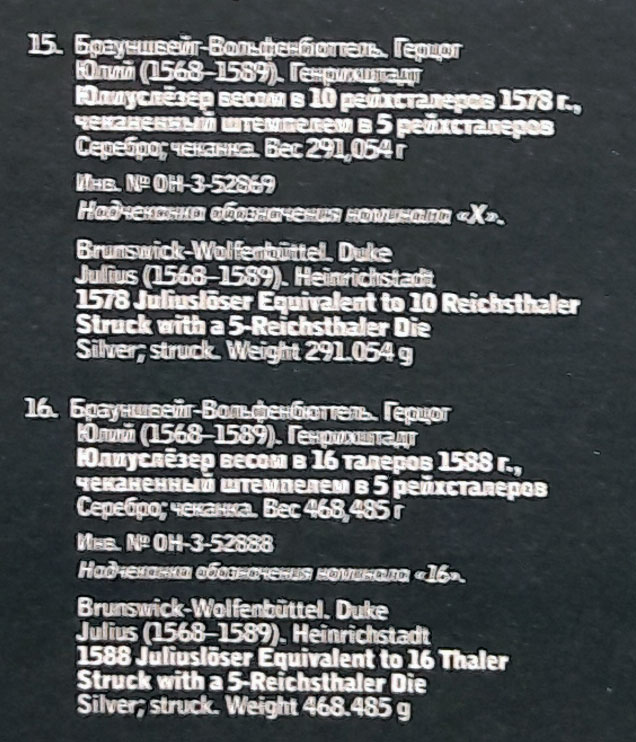 15. Брауншвейг-Вольфенбюттель. Герцог
Юлий (1568–1589). Генрихштадт
Юлиуслёзер весом в 10 рейхсталеров 1578 г.,
чеканенный штемпелем в 5 рейхсталеров
Серебро; чеканка. Вес 291,054 г
Инв. № ОН-З-52869
Надчеканка обозначения номинала «X».
Brunswick-Wolfenbüttel. Duke
Julius (1568–1589). Heinrichstadt
1578 Juliuslöser Equivalent to 10 Reichsthaler
Struck with a 5-Reichsthaler Die
Silver; struck. Weight 291.054 g
16. Брауншвейг-Вольфенбюттель. Герцог
Юлий (1568–1589). Генрихштадт
Юлиуслёзер весом в 16 талеров 1588 г.,
чеканенный штемпелем в 5 рейхсталеров
Серебро; чеканка. Вес 468,485 г
Инв. № ОН-З-52888
Надчеканка обозначения номинала «16».
Brunswick-Wolfenbüttel. Duke
Julius (1568–1589). Heinrichstadt
1588 Juliuslöser Equivalent to 16 Thaler
Struck with a 5-Reichsthaler Die
Silver; struck. Weight 468.485 g